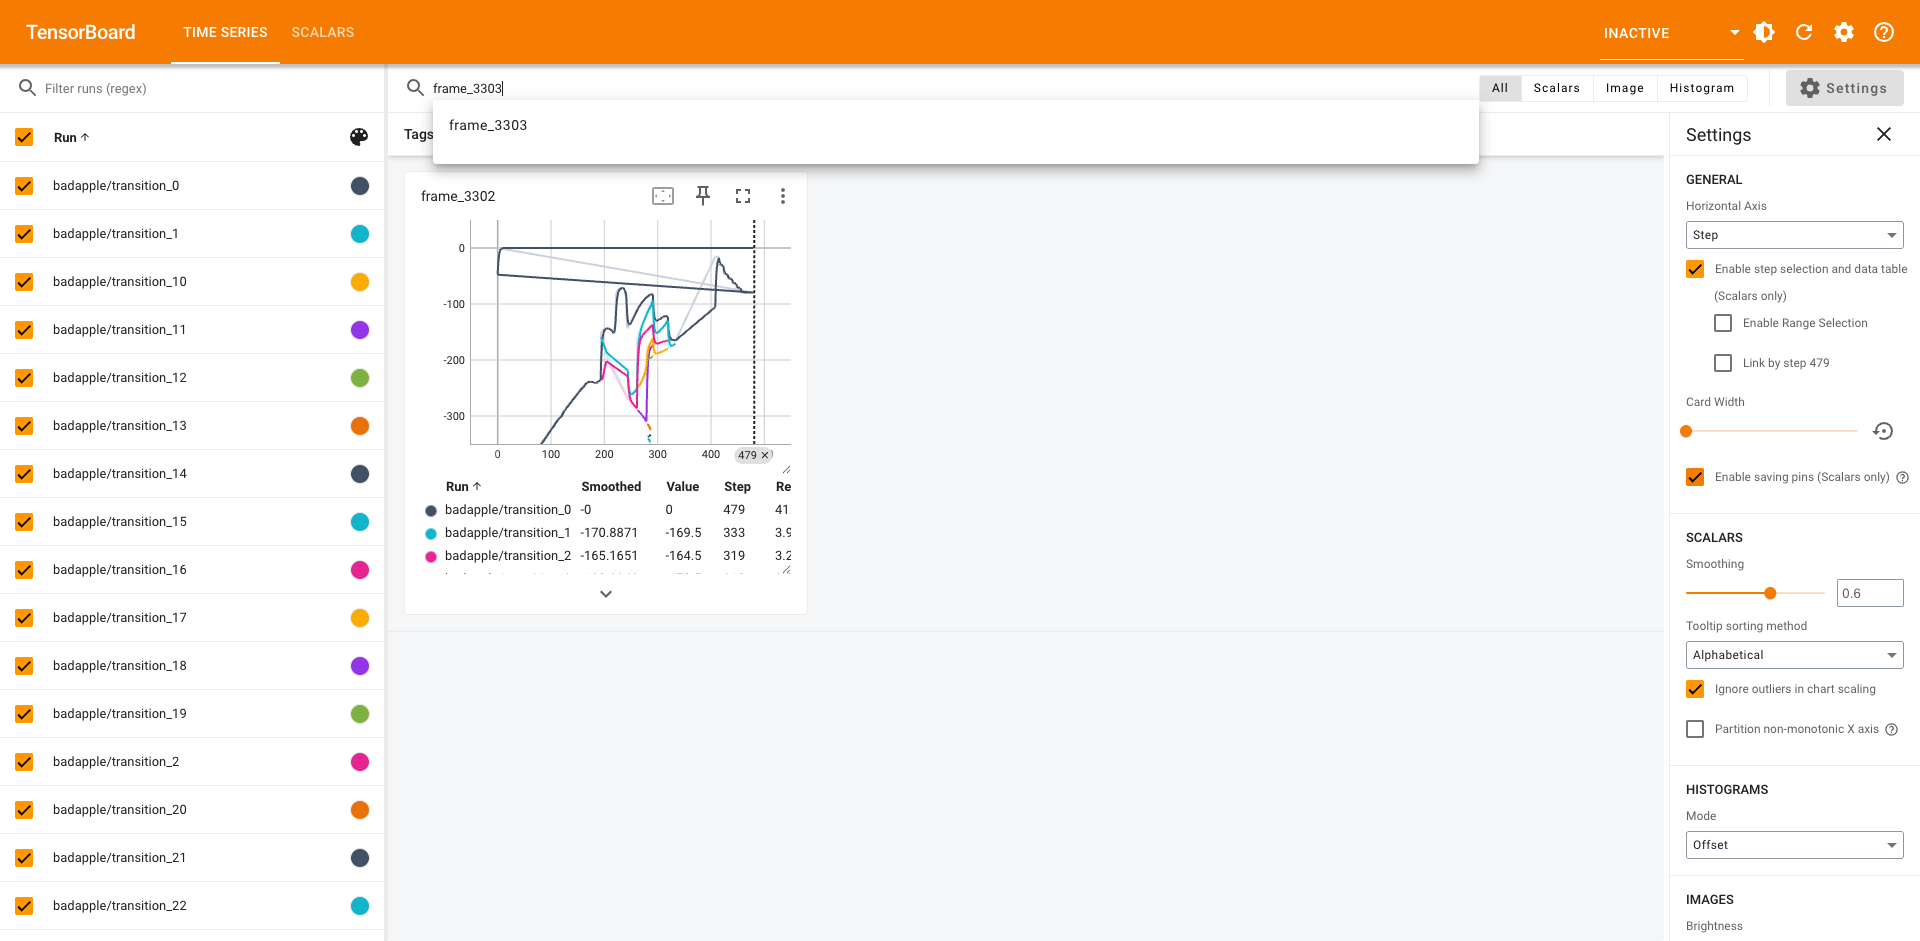 TensorBoard
TIME SERIES
SCALARS
INACTIVE
Filter runs (regex)
frame_3303
All
Scalars
Image
Histogram
Settings
Run
badapple/transition_0
badapple/transition_1
badapple/transition_10
badapple/transition_11
badapple/transition_12
badapple/transition_13
badapple/transition_14
badapple/transition_15
badapple/transition_16
badapple/transition_17
badapple/transition_18
badapple/transition_19
badapple/transition_2
badapple/transition_20
badapple/transition_21
badapple/transition_22
Tags
frame_3303
frame_3302
0
-100
-200
-300
0 100 200 300 400 479
Run Smoothed Value Step Re
badapple/transition_0 -0 0 479 41.
badapple/transition_1 -170.8871 -169.5 333 3.9
badapple/transition_2 -165.1651 -164.5 319 3.2
Settings
GENERAL
Horizontal Axis
Step
Enable step selection and data table
(Scalars only)
Enable Range Selection
Link by step 479
Card Width
Enable saving pins (Scalars only)
SCALARS
Smoothing
0.6
Tooltip sorting method
Alphabetical
Ignore outliers in chart scaling
Partition non-monotonic X axis
HISTOGRAMS
Mode
Offset
IMAGES
Brightness